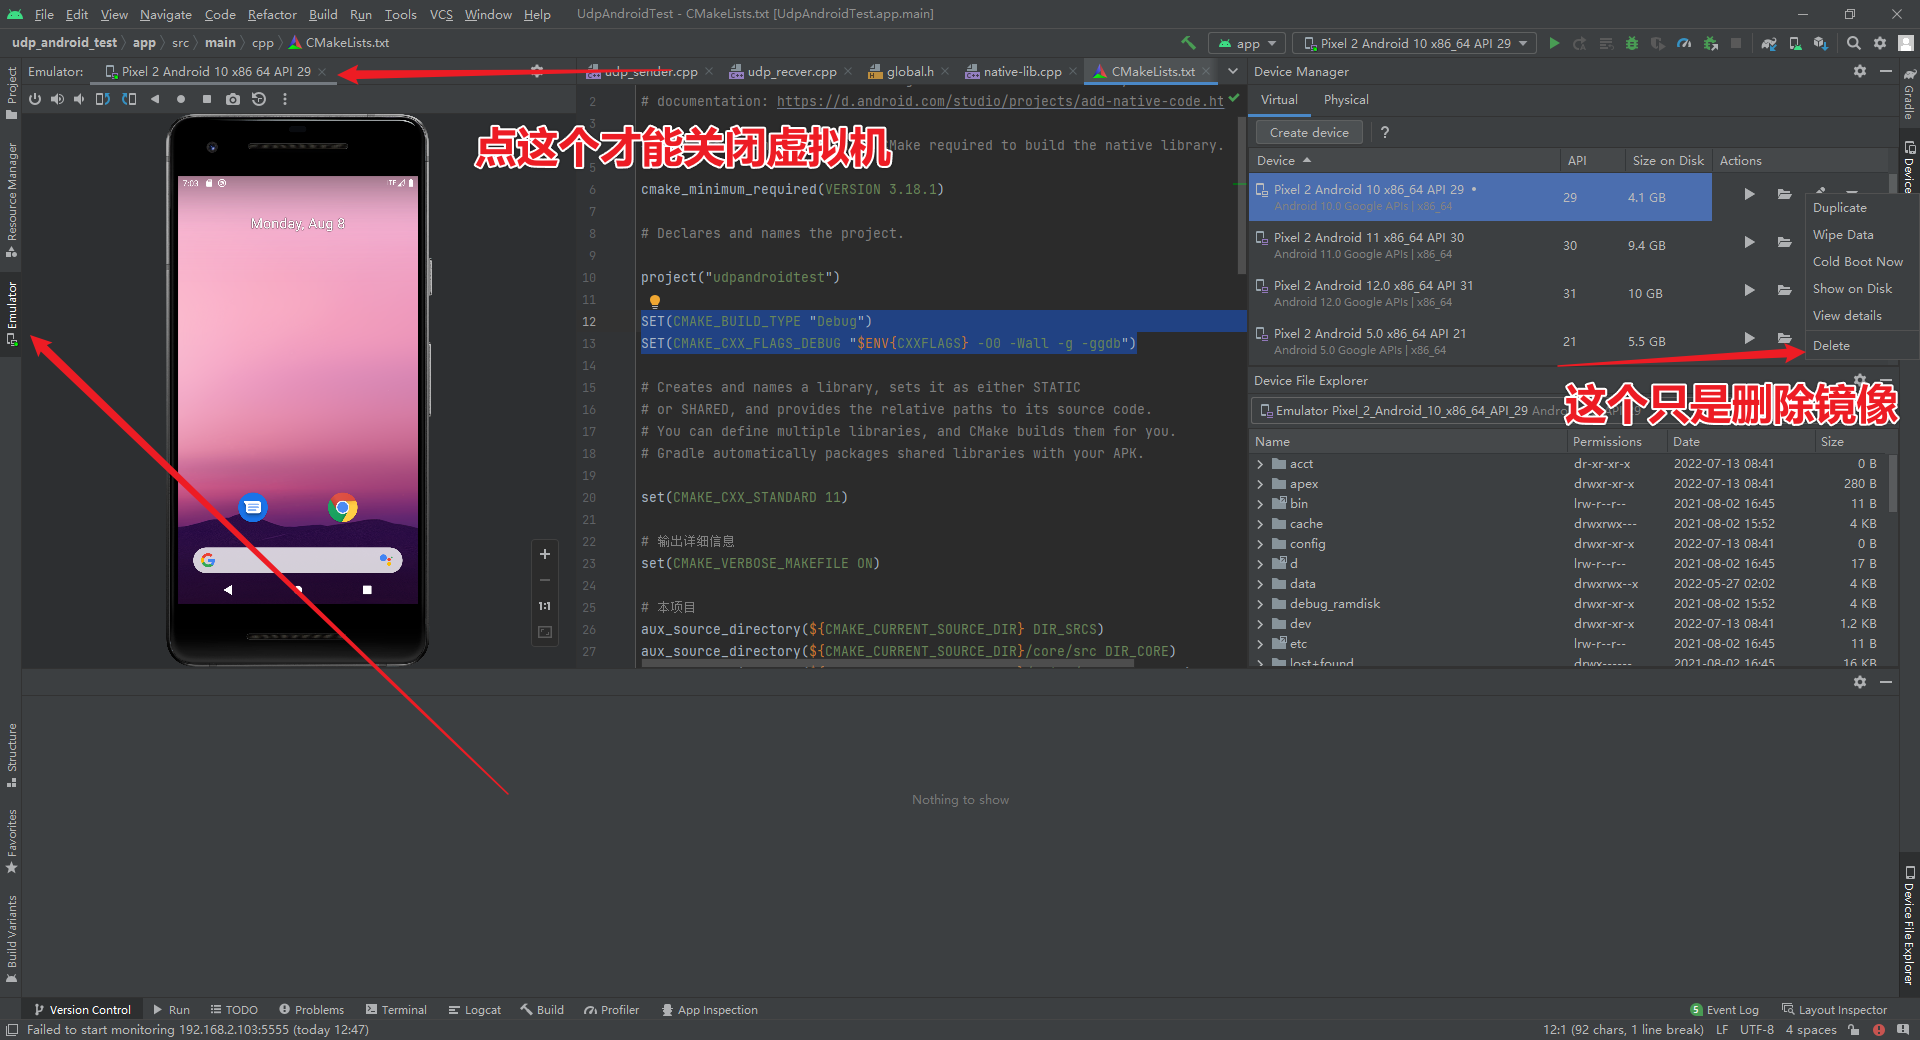 File Edit View Navigate Code Refactor Build Run Tools VCS Window Help UdpAndroidTest - CMakeLists.txt [UdpAndroidTest.app.main]
udp_android_test app src main cpp CMakeLists.txt app Pixel 2 Android 10 x86_64 API 29
Emulator: Pixel 2 Android 10 x86 64 API 29
udp_sender.cpp udp_recver.cpp global.h native-lib.cpp CMakeLists.txt
Project
Resource Manager
Emulator
Structure
Favorites
Build Variants
点这个才能关闭虚拟机
7:03
Monday, Aug 8
1:1
2 # documentation: https://d.android.com/studio/projects/add-native-code.ht
3
Make required to build the native library.
5
6 cmake_minimum_required(VERSION 3.18.1)
7
8 # Declares and names the project.
9
10 project("udpandroidtest")
11
12 SET(CMAKE_BUILD_TYPE "Debug")
13 SET(CMAKE_CXX_FLAGS_DEBUG "$ENV{CXXFLAGS} -O0 -Wall -g -ggdb")
14
15 # Creates and names a library, sets it as either STATIC
16 # or SHARED, and provides the relative paths to its source code.
17 # You can define multiple libraries, and CMake builds them for you.
18 # Gradle automatically packages shared libraries with your APK.
19
20 set(CMAKE_CXX_STANDARD 11)
21
22 # 输出详细信息
23 set(CMAKE_VERBOSE_MAKEFILE ON)
24
25 # 本项目
26 aux_source_directory(${CMAKE_CURRENT_SOURCE_DIR} DIR_SRCS)
27 aux_source_directory(${CMAKE_CURRENT_SOURCE_DIR}/core/src DIR_CORE)
Device Manager
Virtual Physical
Create device ?
Device API Size on Disk Actions
Pixel 2 Android 10 x86_64 API 29 • 29 4.1 GB
Android 10.0 Google APIs | x86_64
Pixel 2 Android 11 x86_64 API 30 30 9.4 GB
Android 11.0 Google APIs | x86_64
Pixel 2 Android 12.0 x86_64 API 31 31 10 GB
Android 12.0 Google APIs | x86_64
Pixel 2 Android 5.0 x86_64 API 21 21 5.5 GB
Android 5.0 Google APIs | x86_64
Duplicate
Wipe Data
Cold Boot Now
Show on Disk
View details
Delete
这个只是删除镜像
Device File Explorer
Emulator Pixel_2_Android_10_x86_64_API_29
Name Permissions Date Size
acct dr-xr-xr-x 2022-07-13 08:41 0 B
apex drwxr-xr-x 2022-07-13 08:41 280 B
bin lrw-r--r-- 2021-08-02 16:45 11 B
cache drwxrwx--- 2021-08-02 15:52 4 KB
config drwxr-xr-x 2022-07-13 08:41 0 B
d lrw-r--r-- 2021-08-02 16:45 17 B
data drwxrwx--x 2022-05-27 02:02 4 KB
debug_ramdisk drwxr-xr-x 2021-08-02 15:52 4 KB
dev drwxr-xr-x 2022-07-13 08:41 1.2 KB
etc lrw-r--r-- 2021-08-02 16:45 11 B
lost+found drwx------ 2021-08-02 16:45 16 KB
Gradle
Device File Explorer
Nothing to show
Version Control Run TODO Problems Terminal Logcat Build Profiler App Inspection 5 Event Log Layout Inspector
Failed to start monitoring 192.168.2.103:5555 (today 12:47) 12:1 (92 chars, 1 line break) LF UTF-8 4 spaces